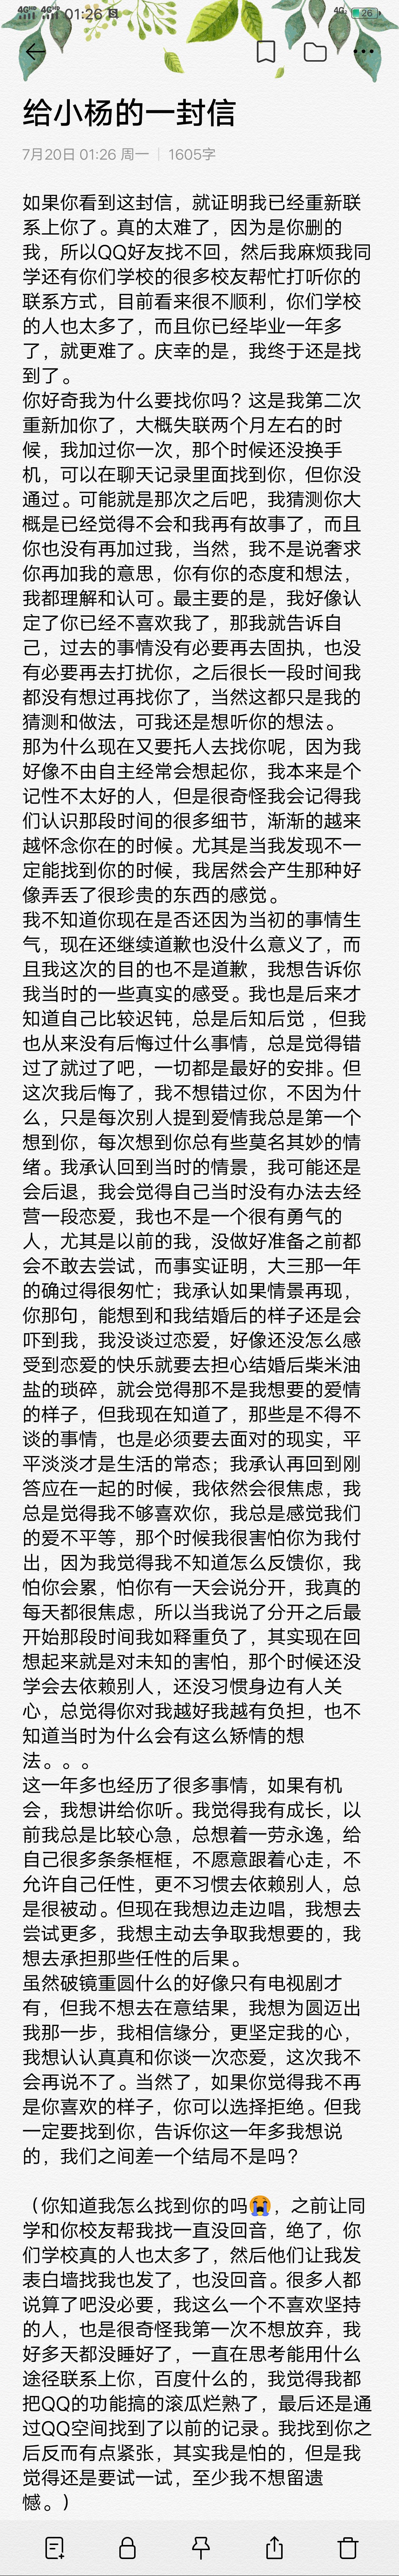 01:26
26
给小杨的一封信
7月20日 01:26 周一 | 1605字
如果你看到这封信，就证明我已经重新联
系上你了。真的太难了，因为是你删的
我，所以QQ好友找不回，然后我麻烦我同
学还有你们学校的很多校友帮忙打听你的
联系方式，目前看来很不顺利，你们学校
的人也太多了，而且你已经毕业一年多
了，就更难了。庆幸的是，我终于还是找
到了。
你好奇我为什么要找你吗？这是我第二次
重新加你了，大概失联两个月左右的时
候，我加过你一次，那个时候还没换手
机，可以在聊天记录里面找到你，但你没
通过。可能就是那次之后吧，我猜测你大
概是已经觉得不会和我再有故事了，而且
你也没有再加过我，当然，我不是说奢求
你再加我的意思，你有你的态度和想法，
我都理解和认可。最主要的是，我好像认
定了你已经不喜欢我了，那我就告诉自
己，过去的事情没有必要再去固执，也没
有必要再去打扰你，之后很长一段时间我
都没有想过再找你了，当然这都只是我的
猜测和做法，可我还是想听你的想法。
那为什么现在又要托人去找你呢，因为我
好像不由自主经常会想起你，我本来是个
记性不太好的人，但是很奇怪我会记得我
们认识那段时间的很多细节，渐渐的越来
越怀念你在的时候。尤其是当我发现不一
定能找到你的时候，我居然会产生那种好
像弄丢了很珍贵的东西的感觉。
我不知道你现在是否还因为当初的事情生
气，现在还继续道歉也没什么意义了，而
且我这次的目的也不是道歉，我想告诉你
我当时的一些真实的感受。我也是后来才
知道自己比较迟钝，总是后知后觉 ，但我
也从来没有后悔过什么事情，总是觉得错
过了就过了吧，一切都是最好的安排。但
这次我后悔了，我不想错过你，不因为什
么，只是每次别人提到爱情我总是第一个
想到你，每次想到你总有些莫名其妙的情
绪。我承认回到当时的情景，我可能还是
会后退，我会觉得自己当时没有办法去经
营一段恋爱，我也不是一个很有勇气的
人，尤其是以前的我，没做好准备之前都
会不敢去尝试，而事实证明，大三那一年
的确过得很匆忙；我承认如果情景再现，
你那句，能想到和我结婚后的样子还是会
吓到我，我没谈过恋爱，好像还没怎么感
受到恋爱的快乐就要去担心结婚后柴米油
盐的琐碎，就会觉得那不是我想要的爱情
的样子，但我现在知道了，那些是不得不
谈的事情，也是必须要去面对的现实，平
平淡淡才是生活的常态；我承认再回到刚
答应在一起的时候，我依然会很焦虑，我
总是觉得我不够喜欢你，我总是感觉我们
的爱不平等，那个时候我很害怕你为我付
出，因为我觉得我不知道怎么反馈你，我
怕你会累，怕你有一天会说分开，我真的
每天都很焦虑，所以当我说了分开之后最
开始那段时间我如释重负了，其实现在回
想起来就是对未知的害怕，那个时候还没
学会去依赖别人，还没习惯身边有人关
心，总觉得你对我越好我越有负担，也不
知道当时为什么会有这么矫情的想
法。。。
这一年多也经历了很多事情，如果有机
会，我想讲给你听。我觉得我有成长，以
前我总是比较心急，总想着一劳永逸，给
自己很多条条框框，不愿意跟着心走，不
允许自己任性，更不习惯去依赖别人，总
是很被动。但现在我想边走边唱，我想去
尝试更多，我想主动去争取我想要的，我
想去承担那些任性的后果。
虽然破镜重圆什么的好像只有电视剧才
有，但我不想去在意结果，我想为圆迈出
我那一步，我相信缘分，更坚定我的心，
我想认认真真和你谈一次恋爱，这次我不
会再说不了。当然了，如果你觉得我不再
是你喜欢的样子，你可以选择拒绝。但我
一定要找到你，告诉你这一年多我想说
的，我们之间差一个结局不是吗？
（你知道我怎么找到你的吗😭，之前让同
学和你校友帮我找一直没回音，绝了，你
们学校真的人也太多了，然后他们让我发
表白墙找我也发了，也没回音。很多人都
说算了吧没必要，我这么一个不喜欢坚持
的人，也是很奇怪我第一次不想放弃，我
好多天都没睡好了，一直在思考能用什么
途径联系上你，百度什么的，我觉得我都
把QQ的功能搞的滚瓜烂熟了，最后还是通
过QQ空间找到了以前的记录。我找到你之
后反而有点紧张，其实我是怕的，但是我
觉得还是要试一试，至少我不想留遗
憾。）